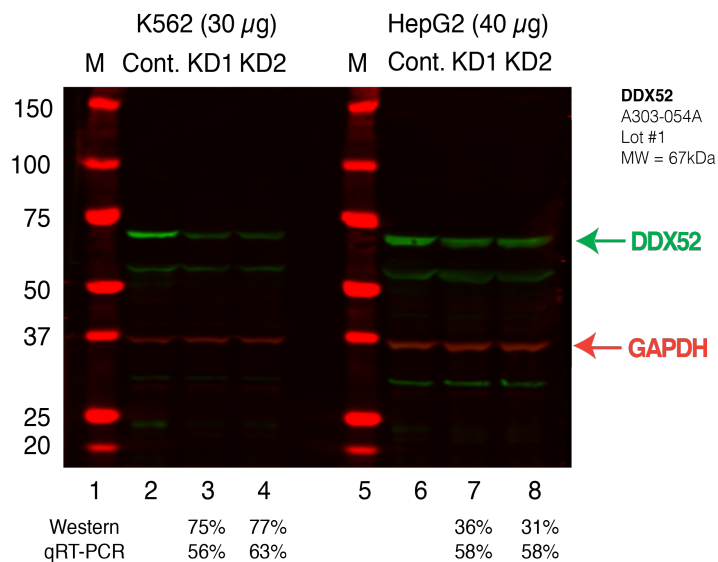 K562 (30 µg) HepG2 (40 µg)
M Cont. KD1 KD2 M Cont. KD1 KD2
150
100
75
50
37
25
20
DDX52
A303-054A
Lot #1
MW = 67kDa
DDX52
GAPDH
1 2 3 4 5 6 7 8
Western 75% 77% 36% 31%
qRT-PCR 56% 63% 58% 58%